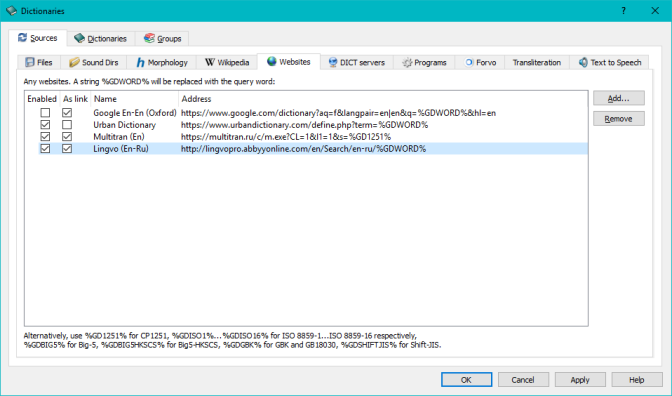 Dictionaries
Sources Dictionaries Groups
Files Sound Dirs Morphology Wikipedia Websites DICT servers Programs Forvo Transliteration Text to Speech
Any websites. A string %GDWORD% will be replaced with the query word:
Enabled As link Name Address
Google En-En (Oxford) https://www.google.com/dictionary?aq=f&langpair=en|en&q=%GDWORD%&hl=en
Urban Dictionary https://www.urbandictionary.com/define.php?term=%GDWORD%
Multitran (En) https://multitran.ru/c/m.exe?CL=1&l1=1&s=%GD1251%
Lingvo (En-Ru) http://lingvopro.abbyyonline.com/en/Search/en-ru/%GDWORD%
Add...
Remove
Alternatively, use %GD1251% for CP1251, %GDISO1%...%GDISO16% for ISO 8859-1...ISO 8859-16 respectively,
%GDBIG5% for Big-5, %GDBIG5HKSCS% for Big5-HKSCS, %GDGBK% for GBK and GB18030, %GDSHIFTJIS% for Shift-JIS.
OK Cancel Apply Help